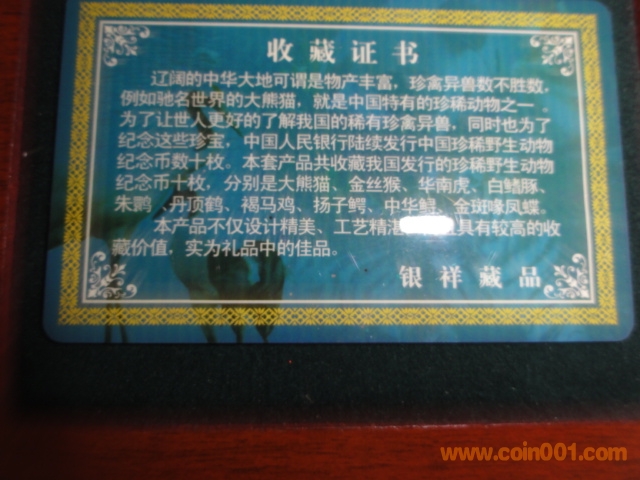 收藏证书
辽阔的中华大地可谓是物产丰富，珍禽异兽数不胜数，
例如驰名世界的大熊猫，就是中国特有的珍稀动物之一。
为了让世人更好的了解我国的稀有珍禽异兽，同时也为了
纪念这些珍宝，中国人民银行陆续发行中国珍稀野生动物
纪念币数十枚。本套产品共收藏我国发行的珍稀野生动物
纪念币十枚，分别是大熊猫、金丝猴、华南虎、白鳍豚、
朱鹮、丹顶鹤、褐马鸡、扬子鳄、中华鲟、金斑喙凤蝶。
本产品不仅设计精美、工艺精湛 具有较高的收
藏价值，实为礼品中的佳品。
银祥藏品
www.coin001.com